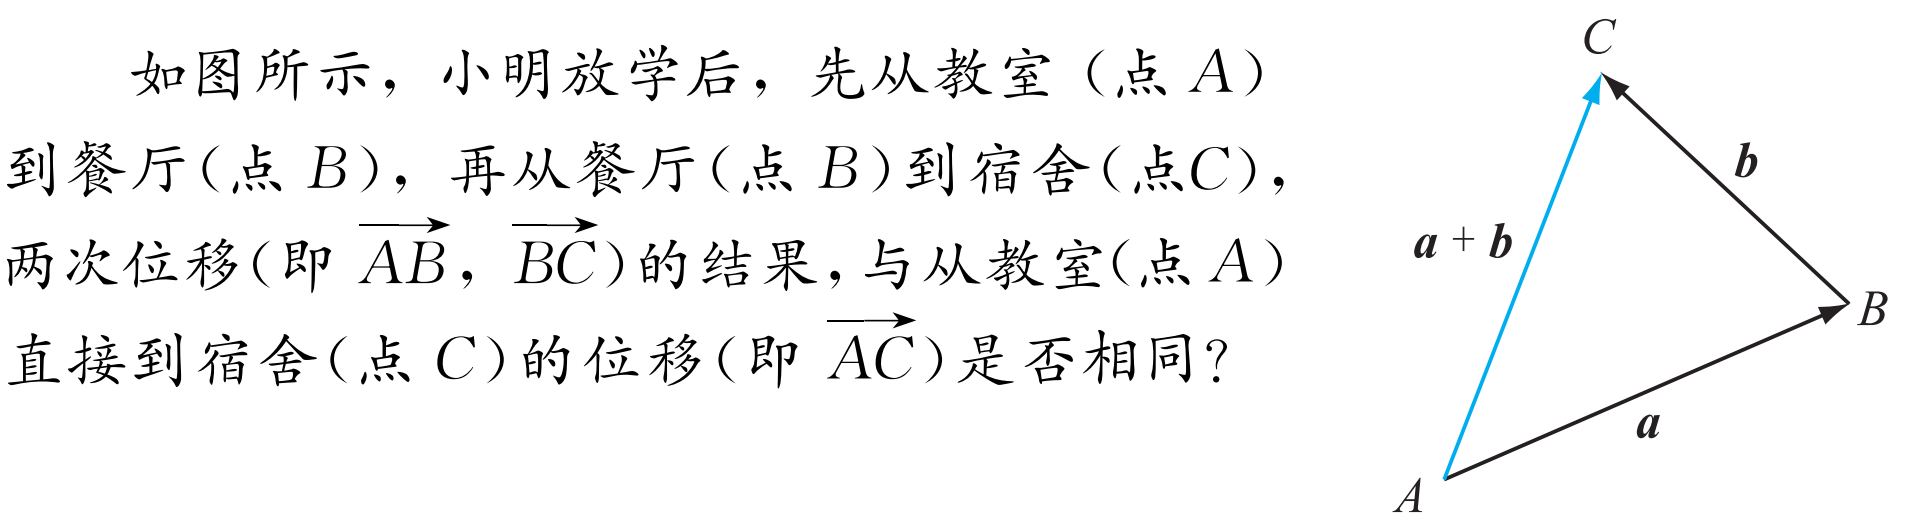 如图所示，小明放学后，先从教室（点 A）
到餐厅（点 B），再从餐厅（点 B）到宿舍（点C），
两次位移（即 $\overrightarrow{AB}$，$\overrightarrow{BC}$）的结果，与从教室（点 A）
直接到宿舍（点 C）的位移（即 $\overrightarrow{AC}$）是否相同？
C
b
a + b
B
a
A